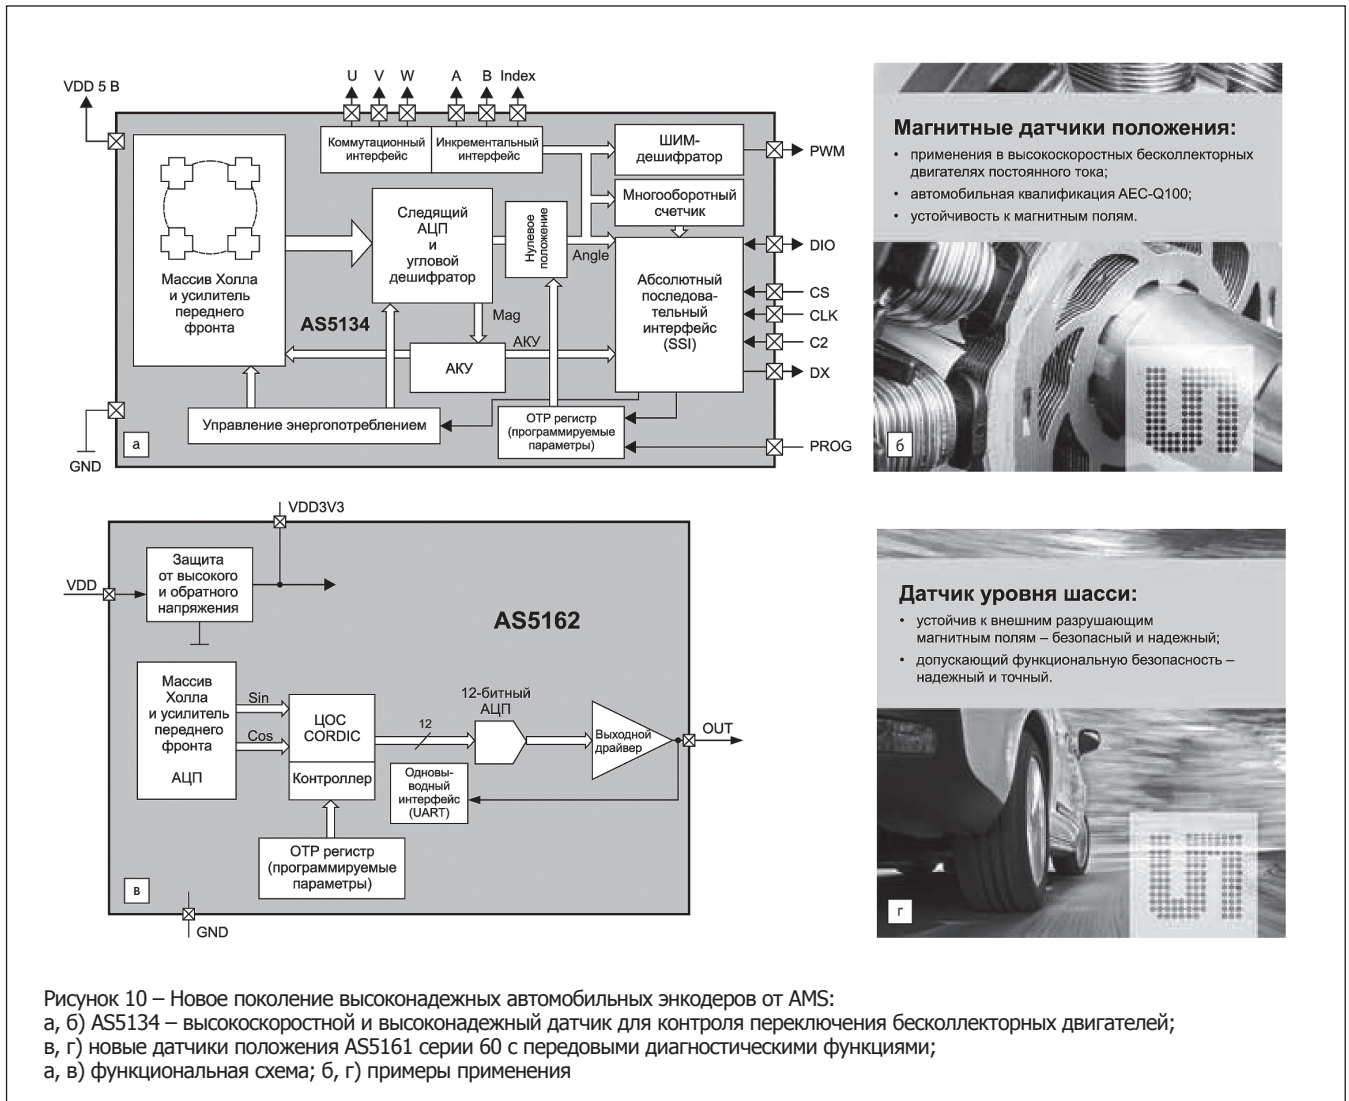 U
V
W
A
B
Index
VDD 5 В
Коммутационный
интерфейс
Инкрементальный
интерфейс
ШИМ-
дешифратор
PWM
Многооборотный
счетчик
Массив Холла
и усилитель
переднего
фронта
AS5134
Следящий
АЦП
и
угловой
дешифратор
Нулевое
положение
Angle
Абсолютный
последова-
тельный
интерфейс
(SSI)
DIO
CS
CLK
C2
DX
Mag
АКУ
АКУ
Управление энергопотреблением
ОТР регистр
(программируемые
параметры)
PROG
GND
а
Магнитные датчики положения:
• применения в высокоскоростных бесколлекторных
двигателях постоянного тока;
• автомобильная квалификация AEC-Q100;
• устойчивость к магнитным полям.
б
VDD3V3
VDD
Защита
от высокого
и обратного
напряжения
AS5162
Массив
Холла
и усилитель
переднего
фронта
АЦП
Sin
Cos
ЦОС
CORDIC
Контроллер
12
12-битный
АЦП
Выходной
драйвер
OUT
Одновы-
водный
интерфейс
(UART)
ОТР регистр
(программируемые
параметры)
в
GND
Датчик уровня шасси:
• устойчив к внешним разрушающим
магнитным полям – безопасный и надежный;
• допускающий функциональную безопасность –
надежный и точный.
г
Рисунок 10 – Новое поколение высоконадежных автомобильных энкодеров от AMS:
а, б) AS5134 – высокоскоростной и высоконадежный датчик для контроля переключения бесколлекторных двигателей;
в, г) новые датчики положения AS5161 серии 60 с передовыми диагностическими функциями;
а, в) функциональная схема; б, г) примеры применения